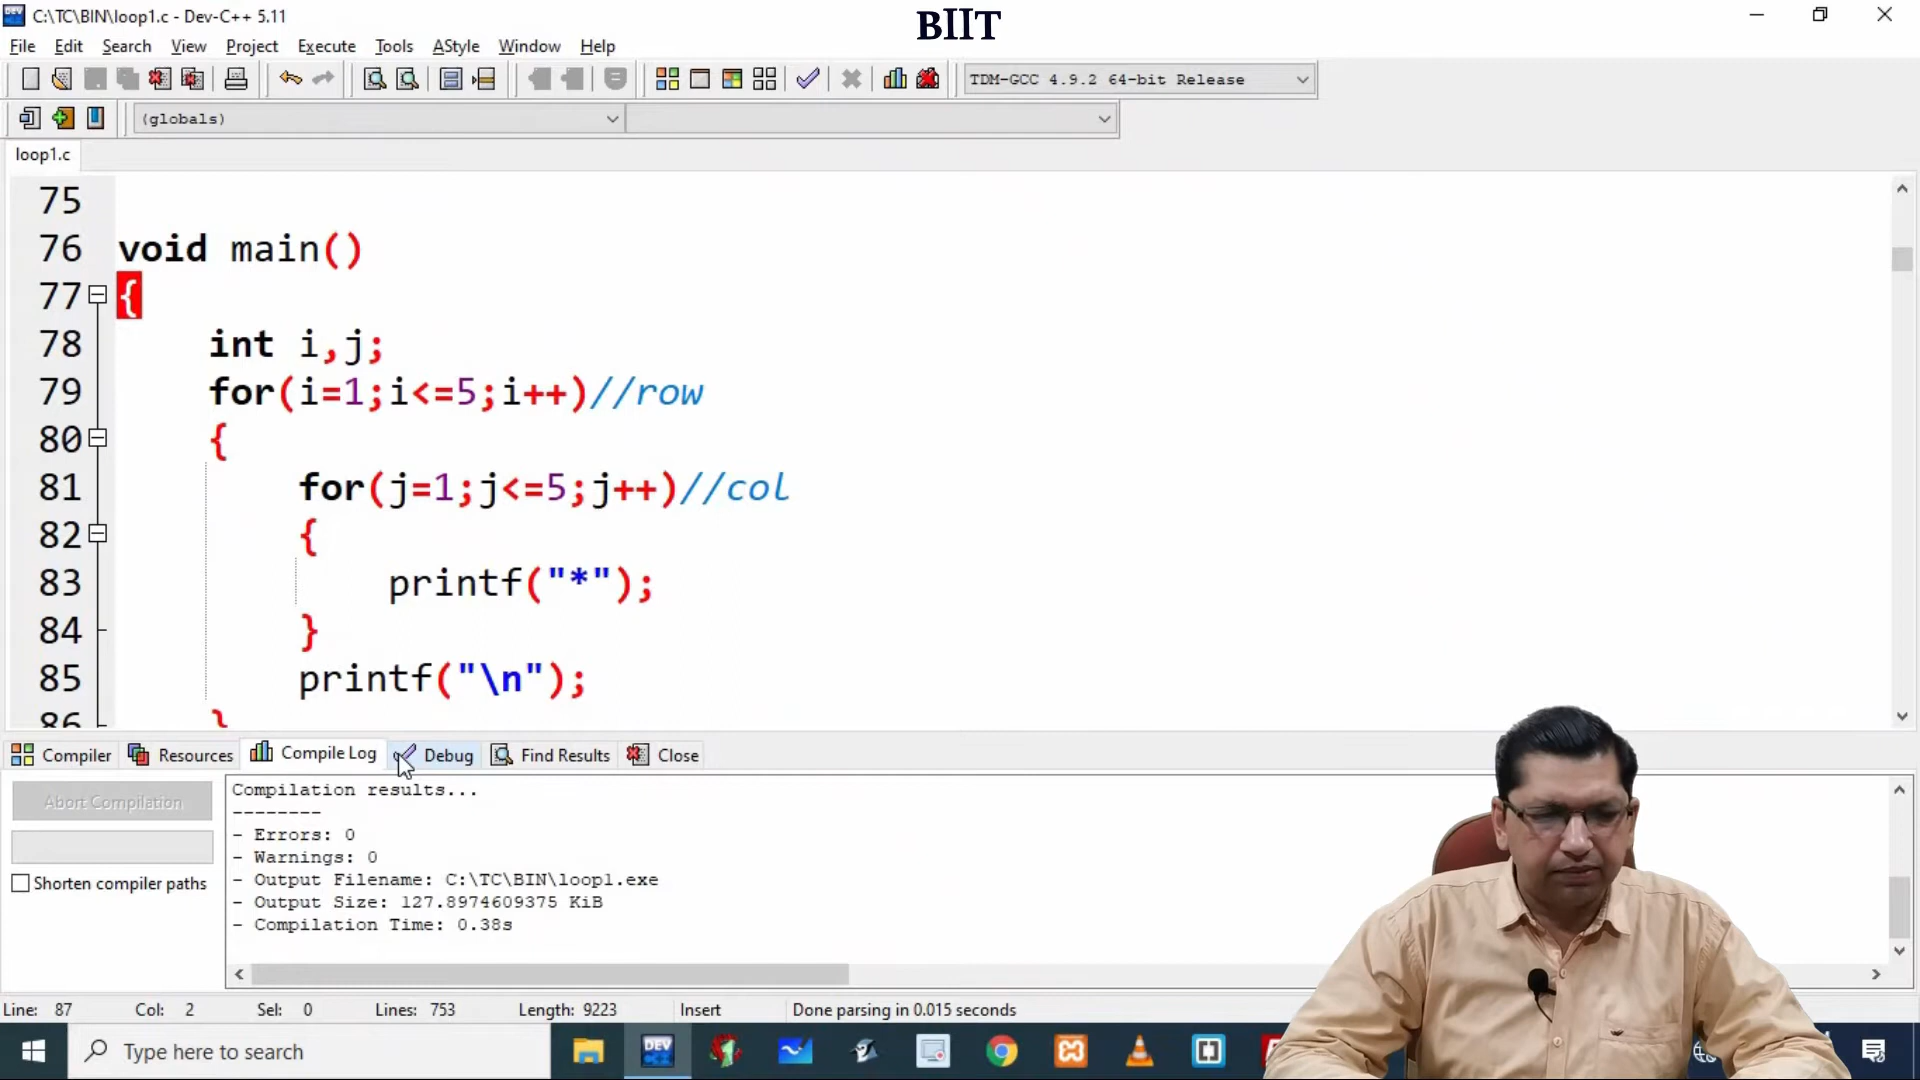 C:\TC\BIN\loop1.c - Dev-C++ 5.11
BIIT
File Edit Search View Project Execute Tools AStyle Window Help
TDM-GCC 4.9.2 64-bit Release
(globals)
loop1.c
75
76 void main()
77 {
78 int i,j;
79 for(i=1;i<=5;i++)//row
80 {
81 for(j=1;j<=5;j++)//col
82 {
83 printf("*");
84 }
85 printf("\n");
86 }
Compiler Resources Compile Log Debug Find Results Close
Abort Compilation
Shorten compiler paths
Compilation results...
--------
- Errors: 0
- Warnings: 0
- Output Filename: C:\TC\BIN\loop1.exe
- Output Size: 127.8974609375 KiB
- Compilation Time: 0.38s
Line: 87 Col: 2 Sel: 0 Lines: 753 Length: 9223 Insert Done parsing in 0.015 seconds
Type here to search
DEV